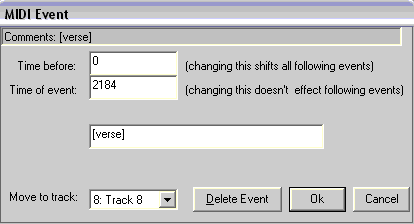 MIDI Event
Comments: [verse]
Time before: 0 (changing this shifts all following events)
Time of event: 2184 (changing this doesn't effect following events)
[verse]
Move to track: 8: Track 8 Delete Event Ok Cancel